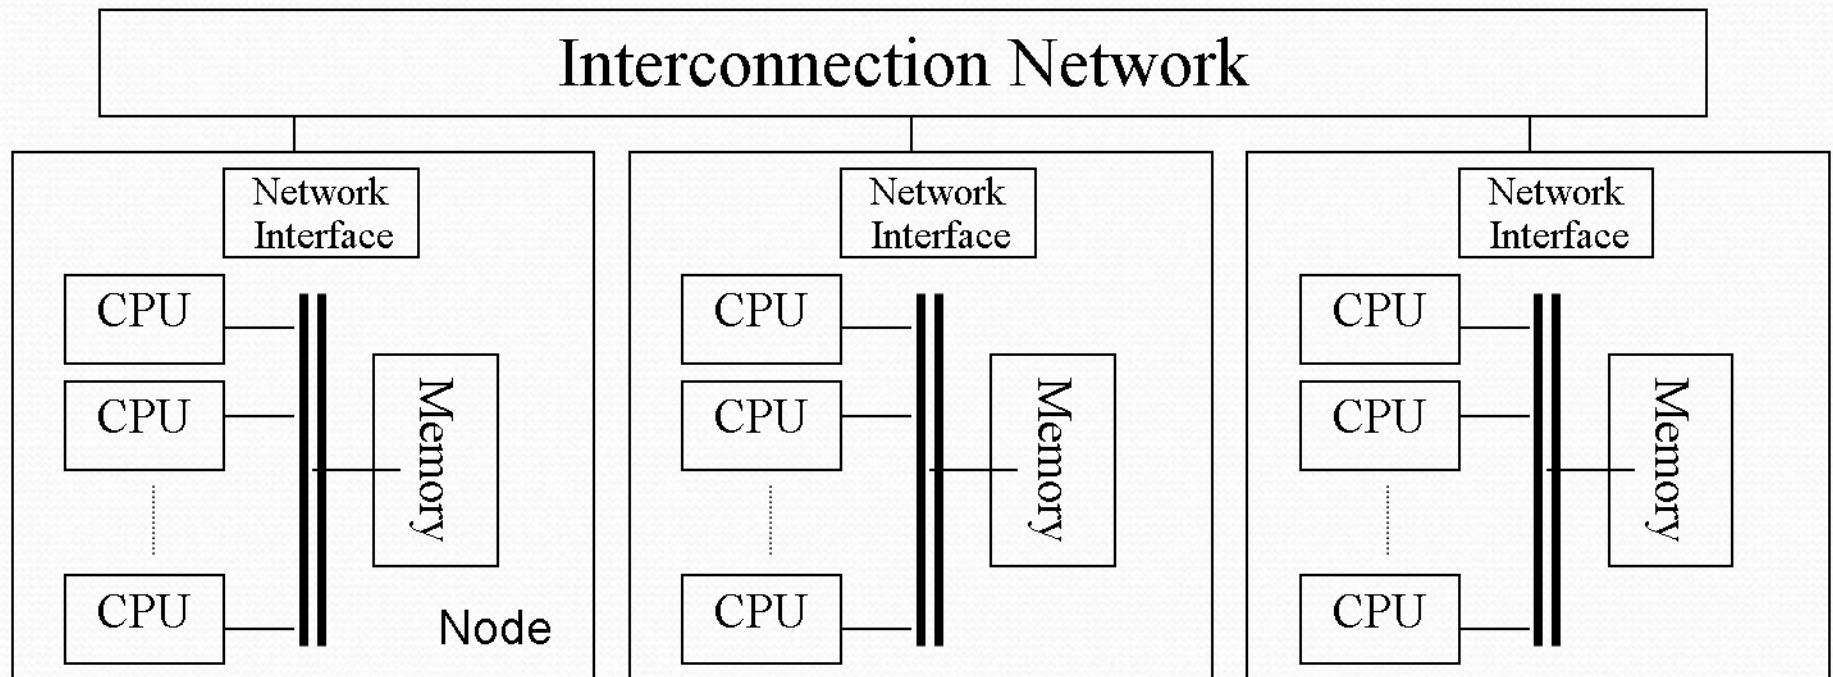 Interconnection Network
Network
Interface
CPU
CPU
Memory
CPU
Node
Network
Interface
CPU
CPU
Memory
CPU
Network
Interface
CPU
CPU
Memory
CPU